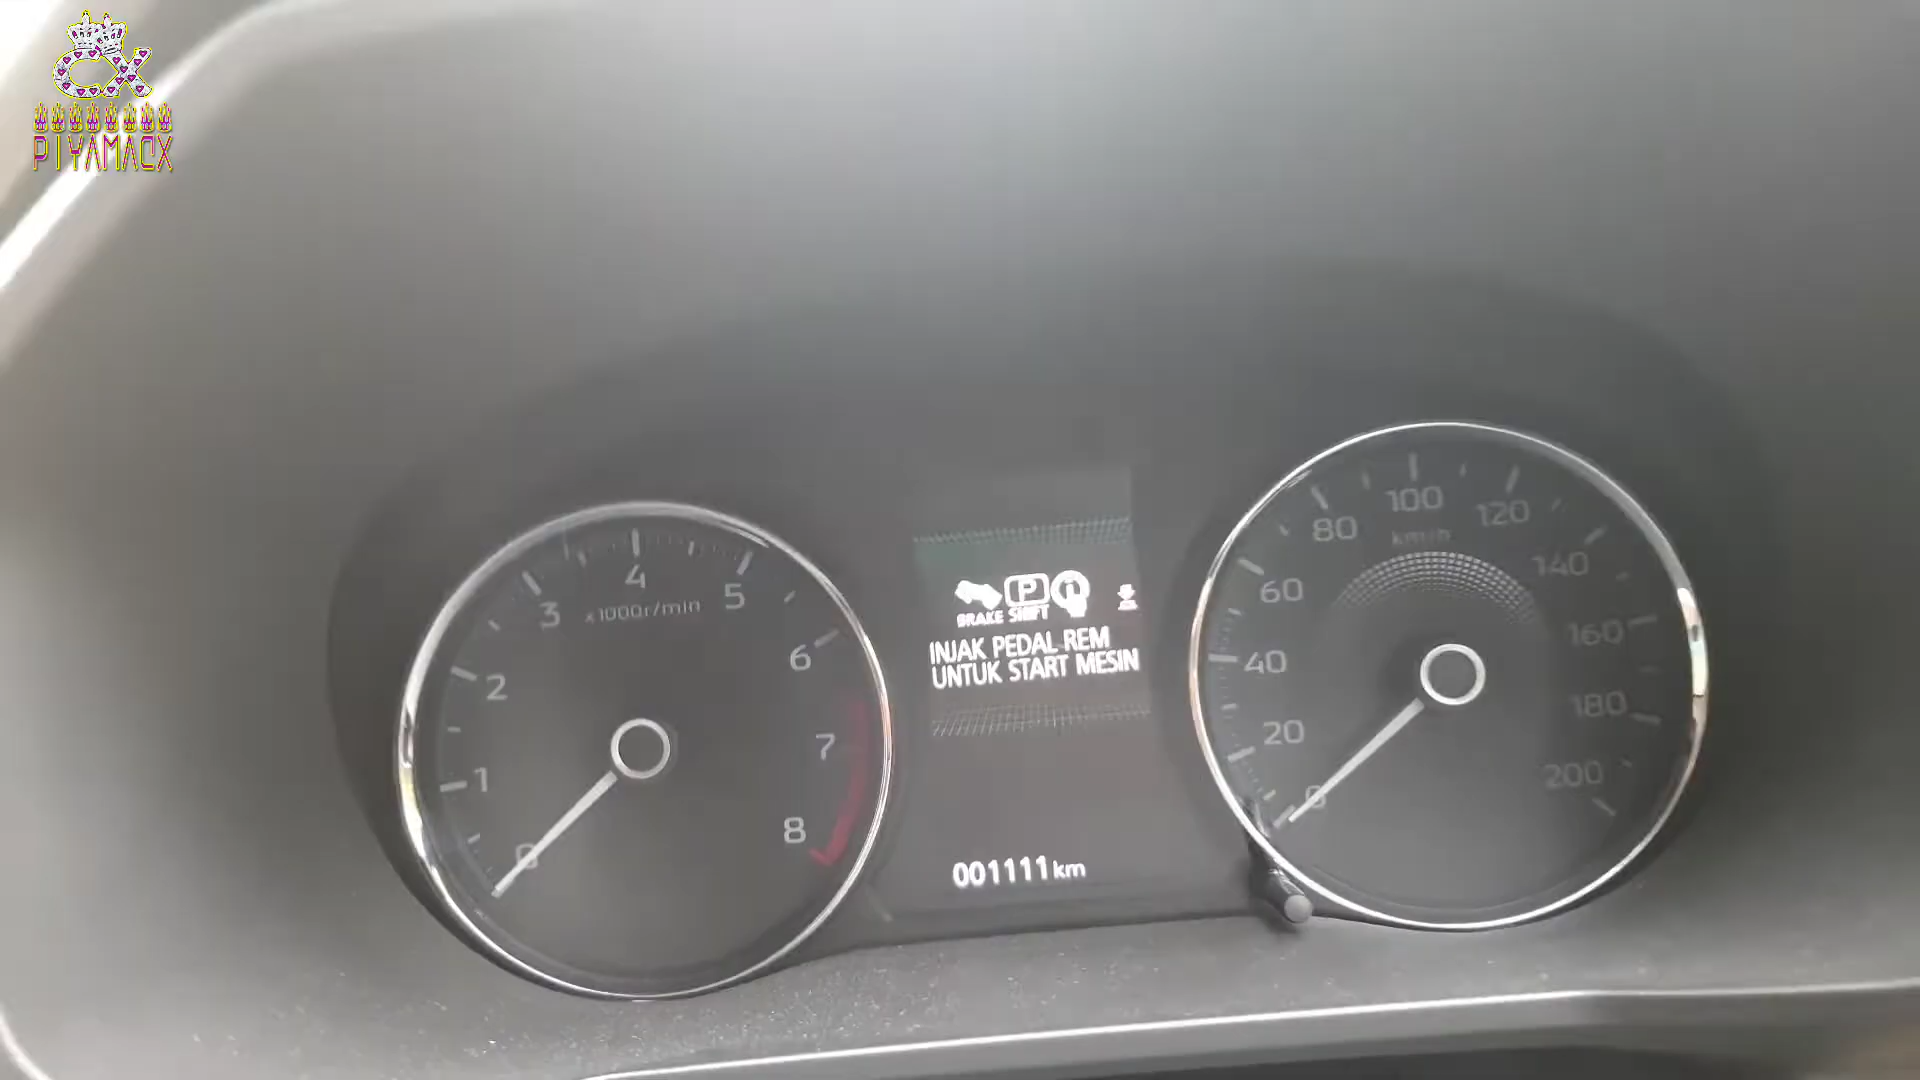 CX
PIYAMACX
3
4
5
x1000r/min
2
6
1
7
0
8
P
BRAKE SHIFT
INJAK PEDAL REM
UNTUK START MESIN
001111km
80
100
120
km/h
60
140
40
160
20
180
0
200